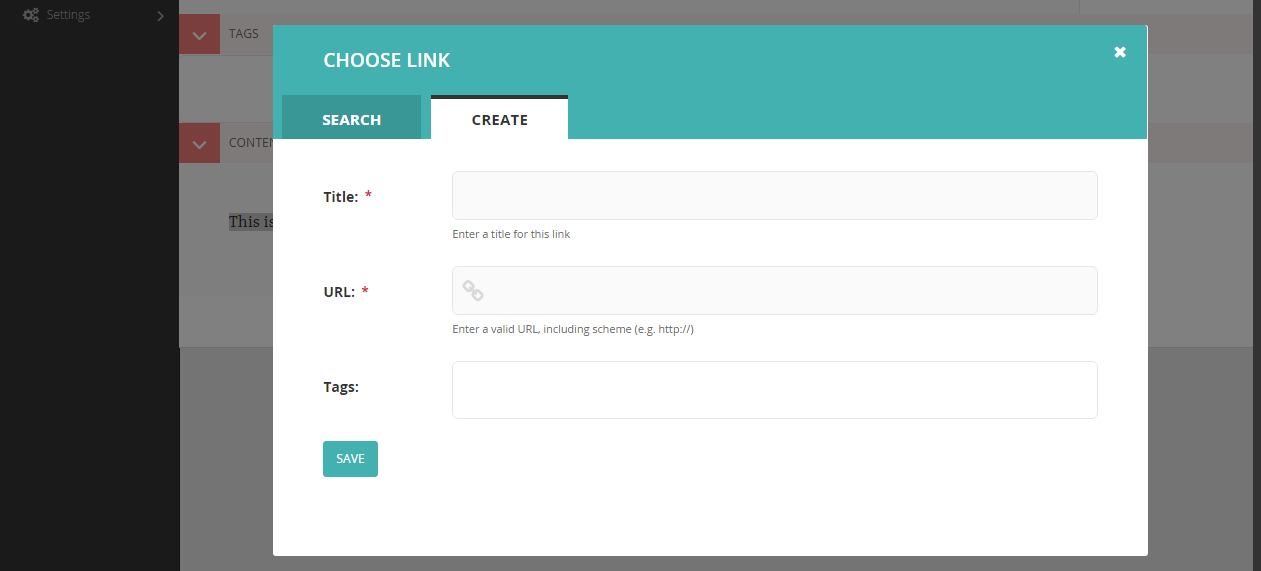 Settings
TAGS
CHOOSE LINK
SEARCH
CREATE
Title: *
Enter a title for this link
URL: *
Enter a valid URL, including scheme (e.g. http://)
Tags:
SAVE
This is